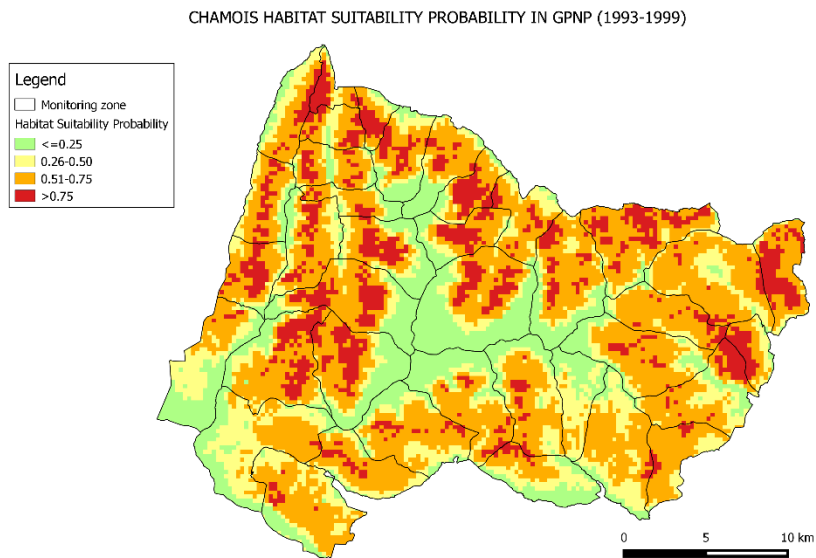 CHAMOIS HABITAT SUITABILITY PROBABILITY IN GPNP (1993-1999)
Legend
Monitoring zone
Habitat Suitability Probability
<=0.25
0.26-0.50
0.51-0.75
>0.75
0 5 10 km